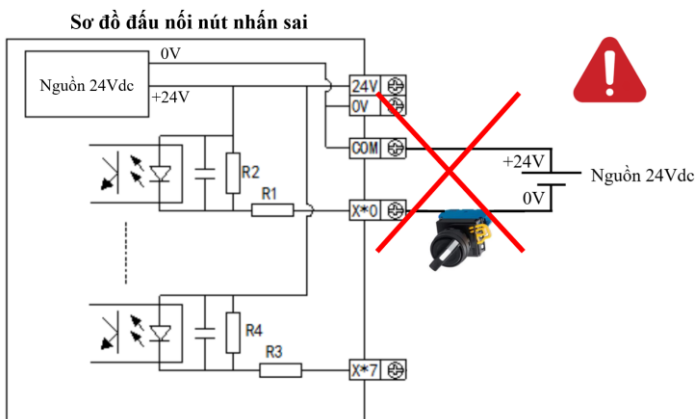 Sơ đồ đấu nối nút nhấn sai
0V
Nguồn 24Vdc
+24V
24V
0V
COM
+24V
Nguồn 24Vdc
0V
R2
R1
X*0
R4
R3
X*7